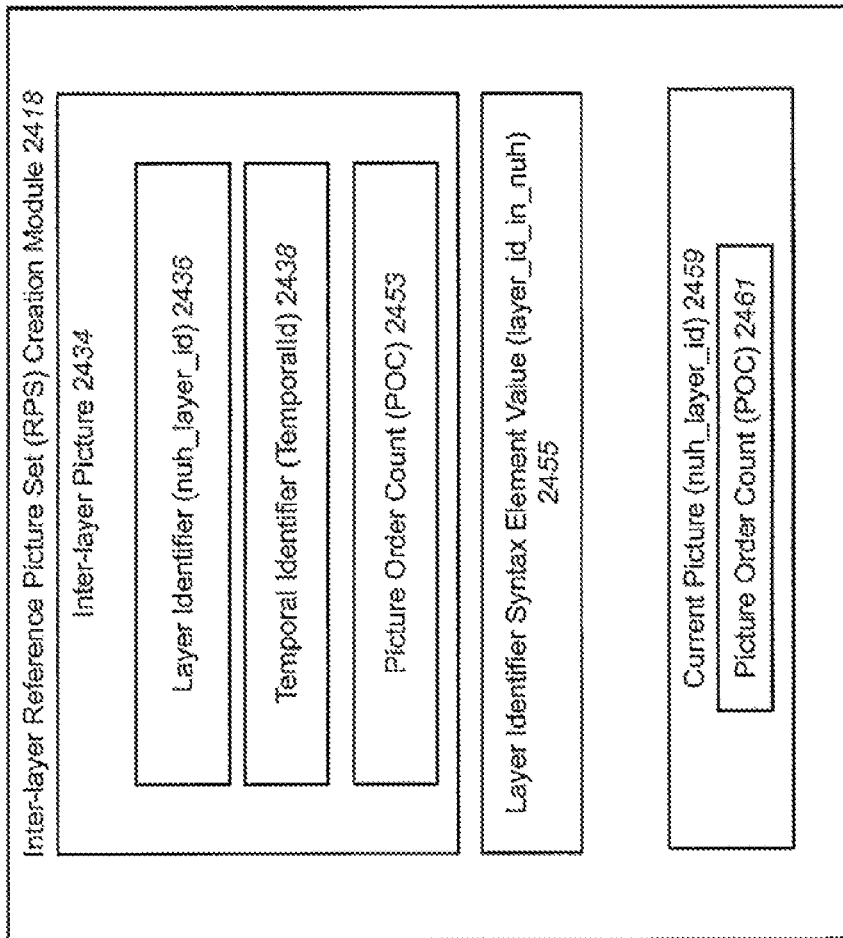 Inter-layer Reference Picture Set (RPS) Creation Module 2418
Inter-layer Picture 2434
Layer Identifier (nuh_layer_id) 2436
Temporal Identifier (TemporalId) 2438
Picture Order Count (POC) 2453
Layer Identifier Syntax Element Value (layer_id_in_nuh)
2455
Current Picture (nuh_layer_id) 2459
Picture Order Count (POC) 2461